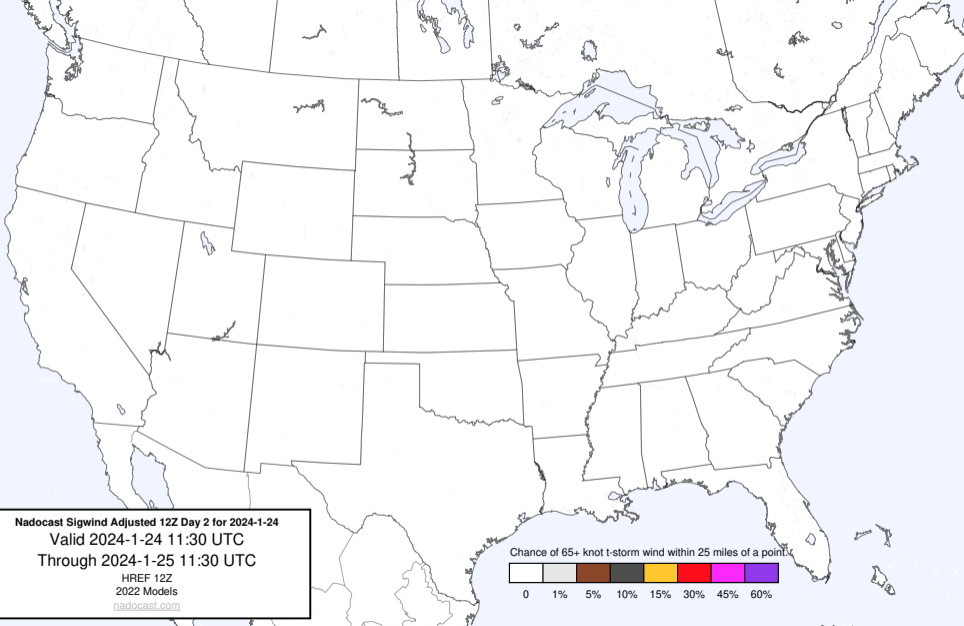 Nadocast Sigwind Adjusted 12Z Day 2 for 2024-1-24
Valid 2024-1-24 11:30 UTC
Through 2024-1-25 11:30 UTC
HREF 12Z
2022 Models
nadocast.com
Chance of 65+ knot t-storm wind within 25 miles of a point.
0 1% 5% 10% 15% 30% 45% 60%